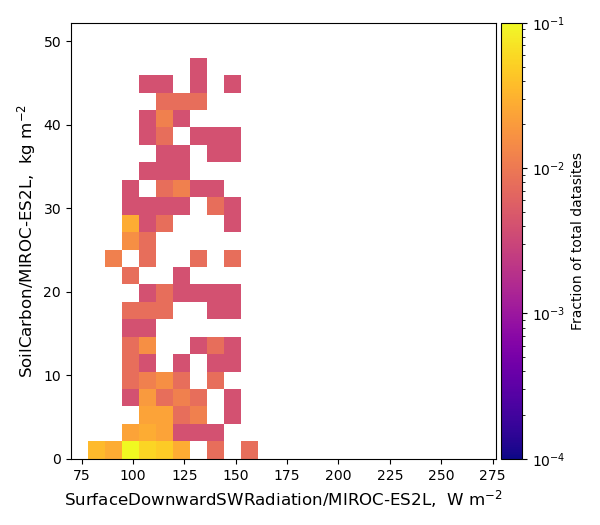 50
40
30
20
10
0
SoilCarbon/MIROC-ES2L,  kg m⁻²
75 100 125 150 175 200 225 250 275
SurfaceDownwardSWRadiation/MIROC-ES2L,  W m⁻²
10⁻¹
10⁻²
10⁻³
10⁻⁴
Fraction of total datasites